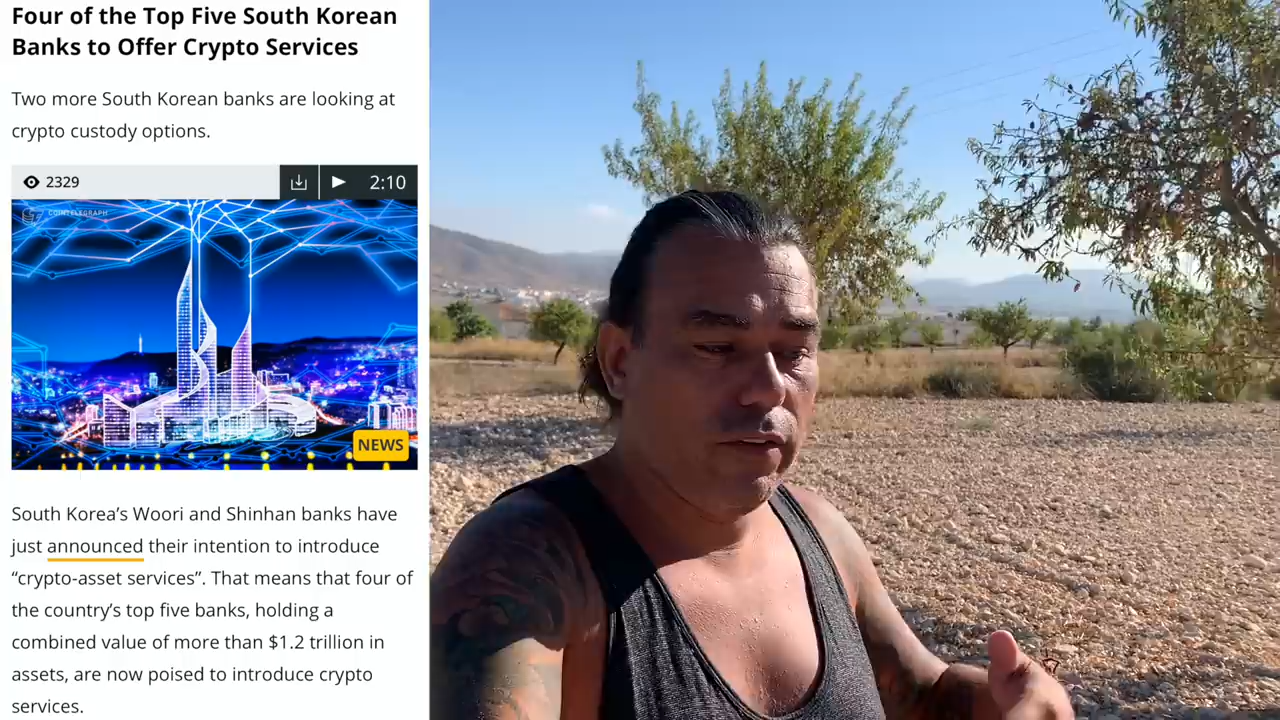 Four of the Top Five South Korean
Banks to Offer Crypto Services
Two more South Korean banks are looking at
crypto custody options.
2329
2:10
COINTELEGRAPH
NEWS
South Korea’s Woori and Shinhan banks have
just announced their intention to introduce
“crypto-asset services”. That means that four of
the country’s top five banks, holding a
combined value of more than $1.2 trillion in
assets, are now poised to introduce crypto
services.